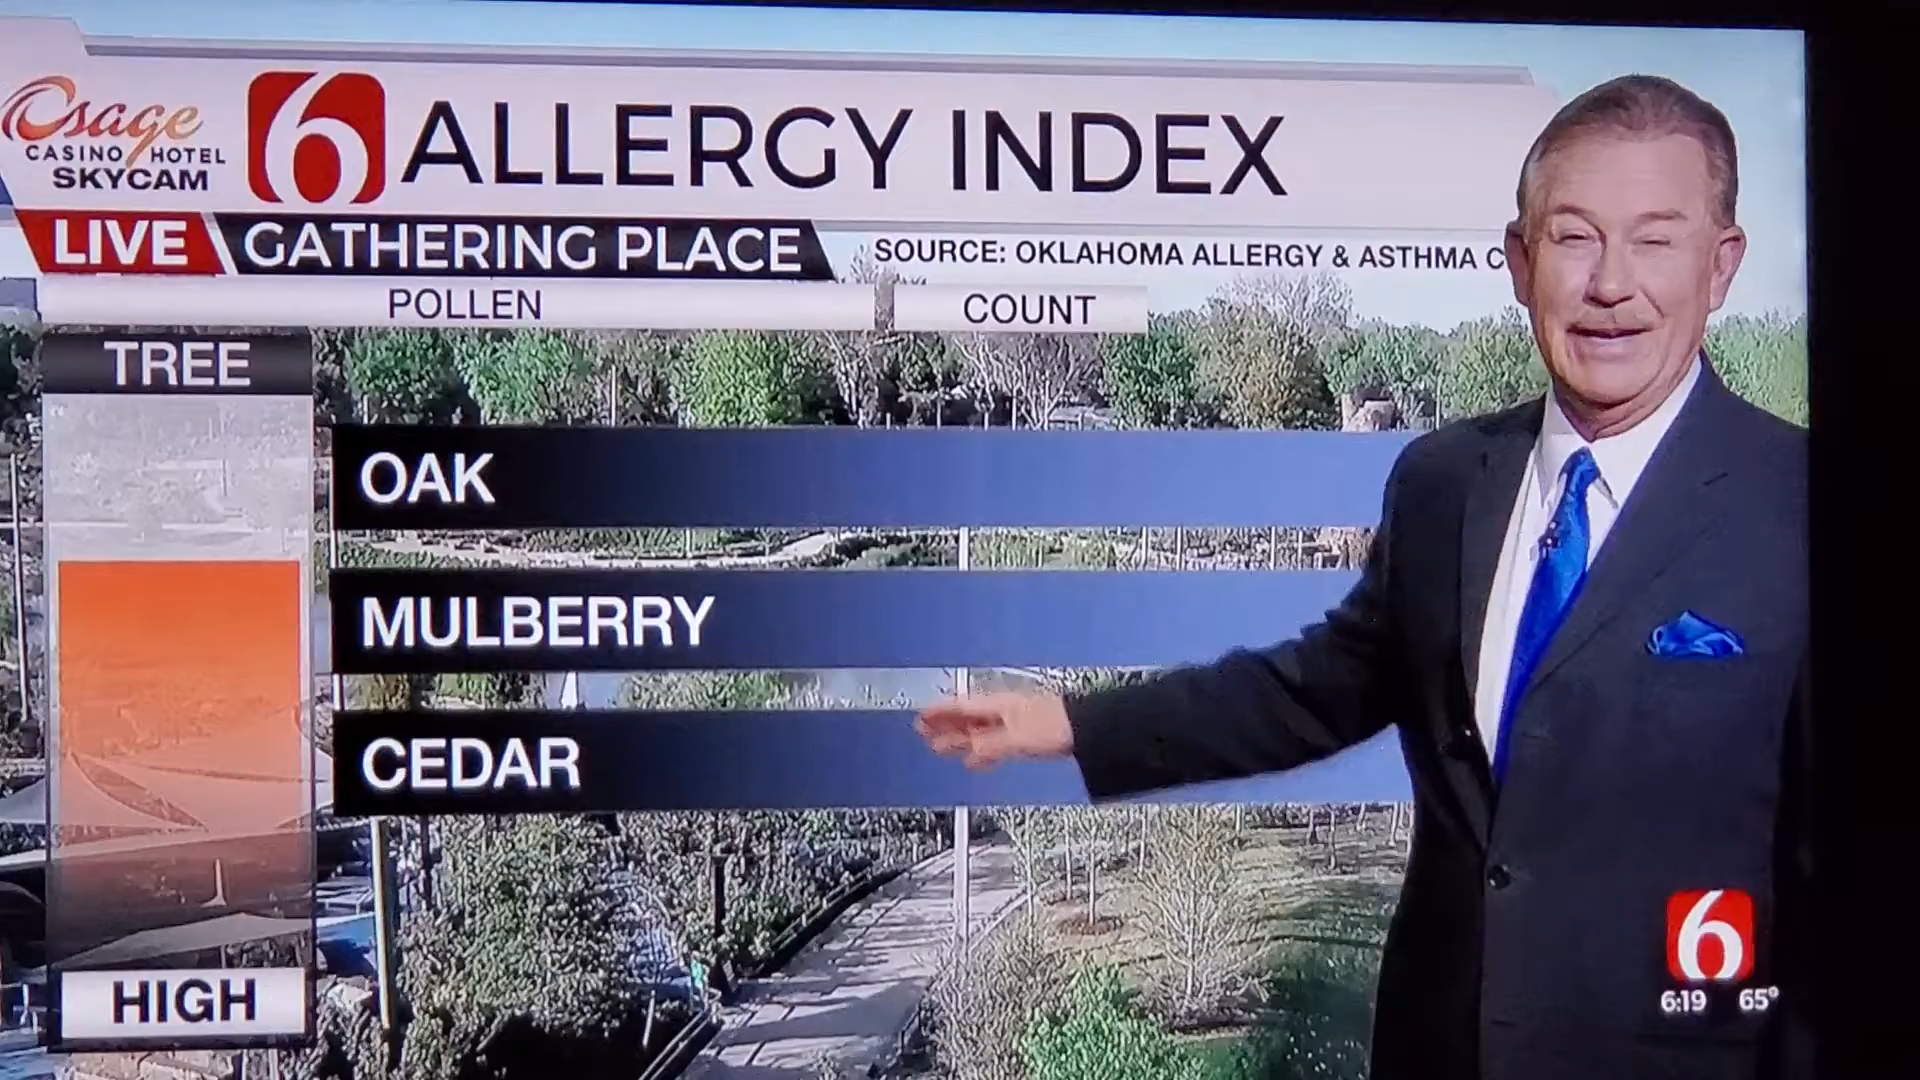 Osage
CASINO HOTEL
SKYCAM
6 ALLERGY INDEX
LIVE GATHERING PLACE
SOURCE: OKLAHOMA ALLERGY & ASTHMA C
POLLEN COUNT
TREE
OAK
MULBERRY
CEDAR
HIGH
6
6:19 65°